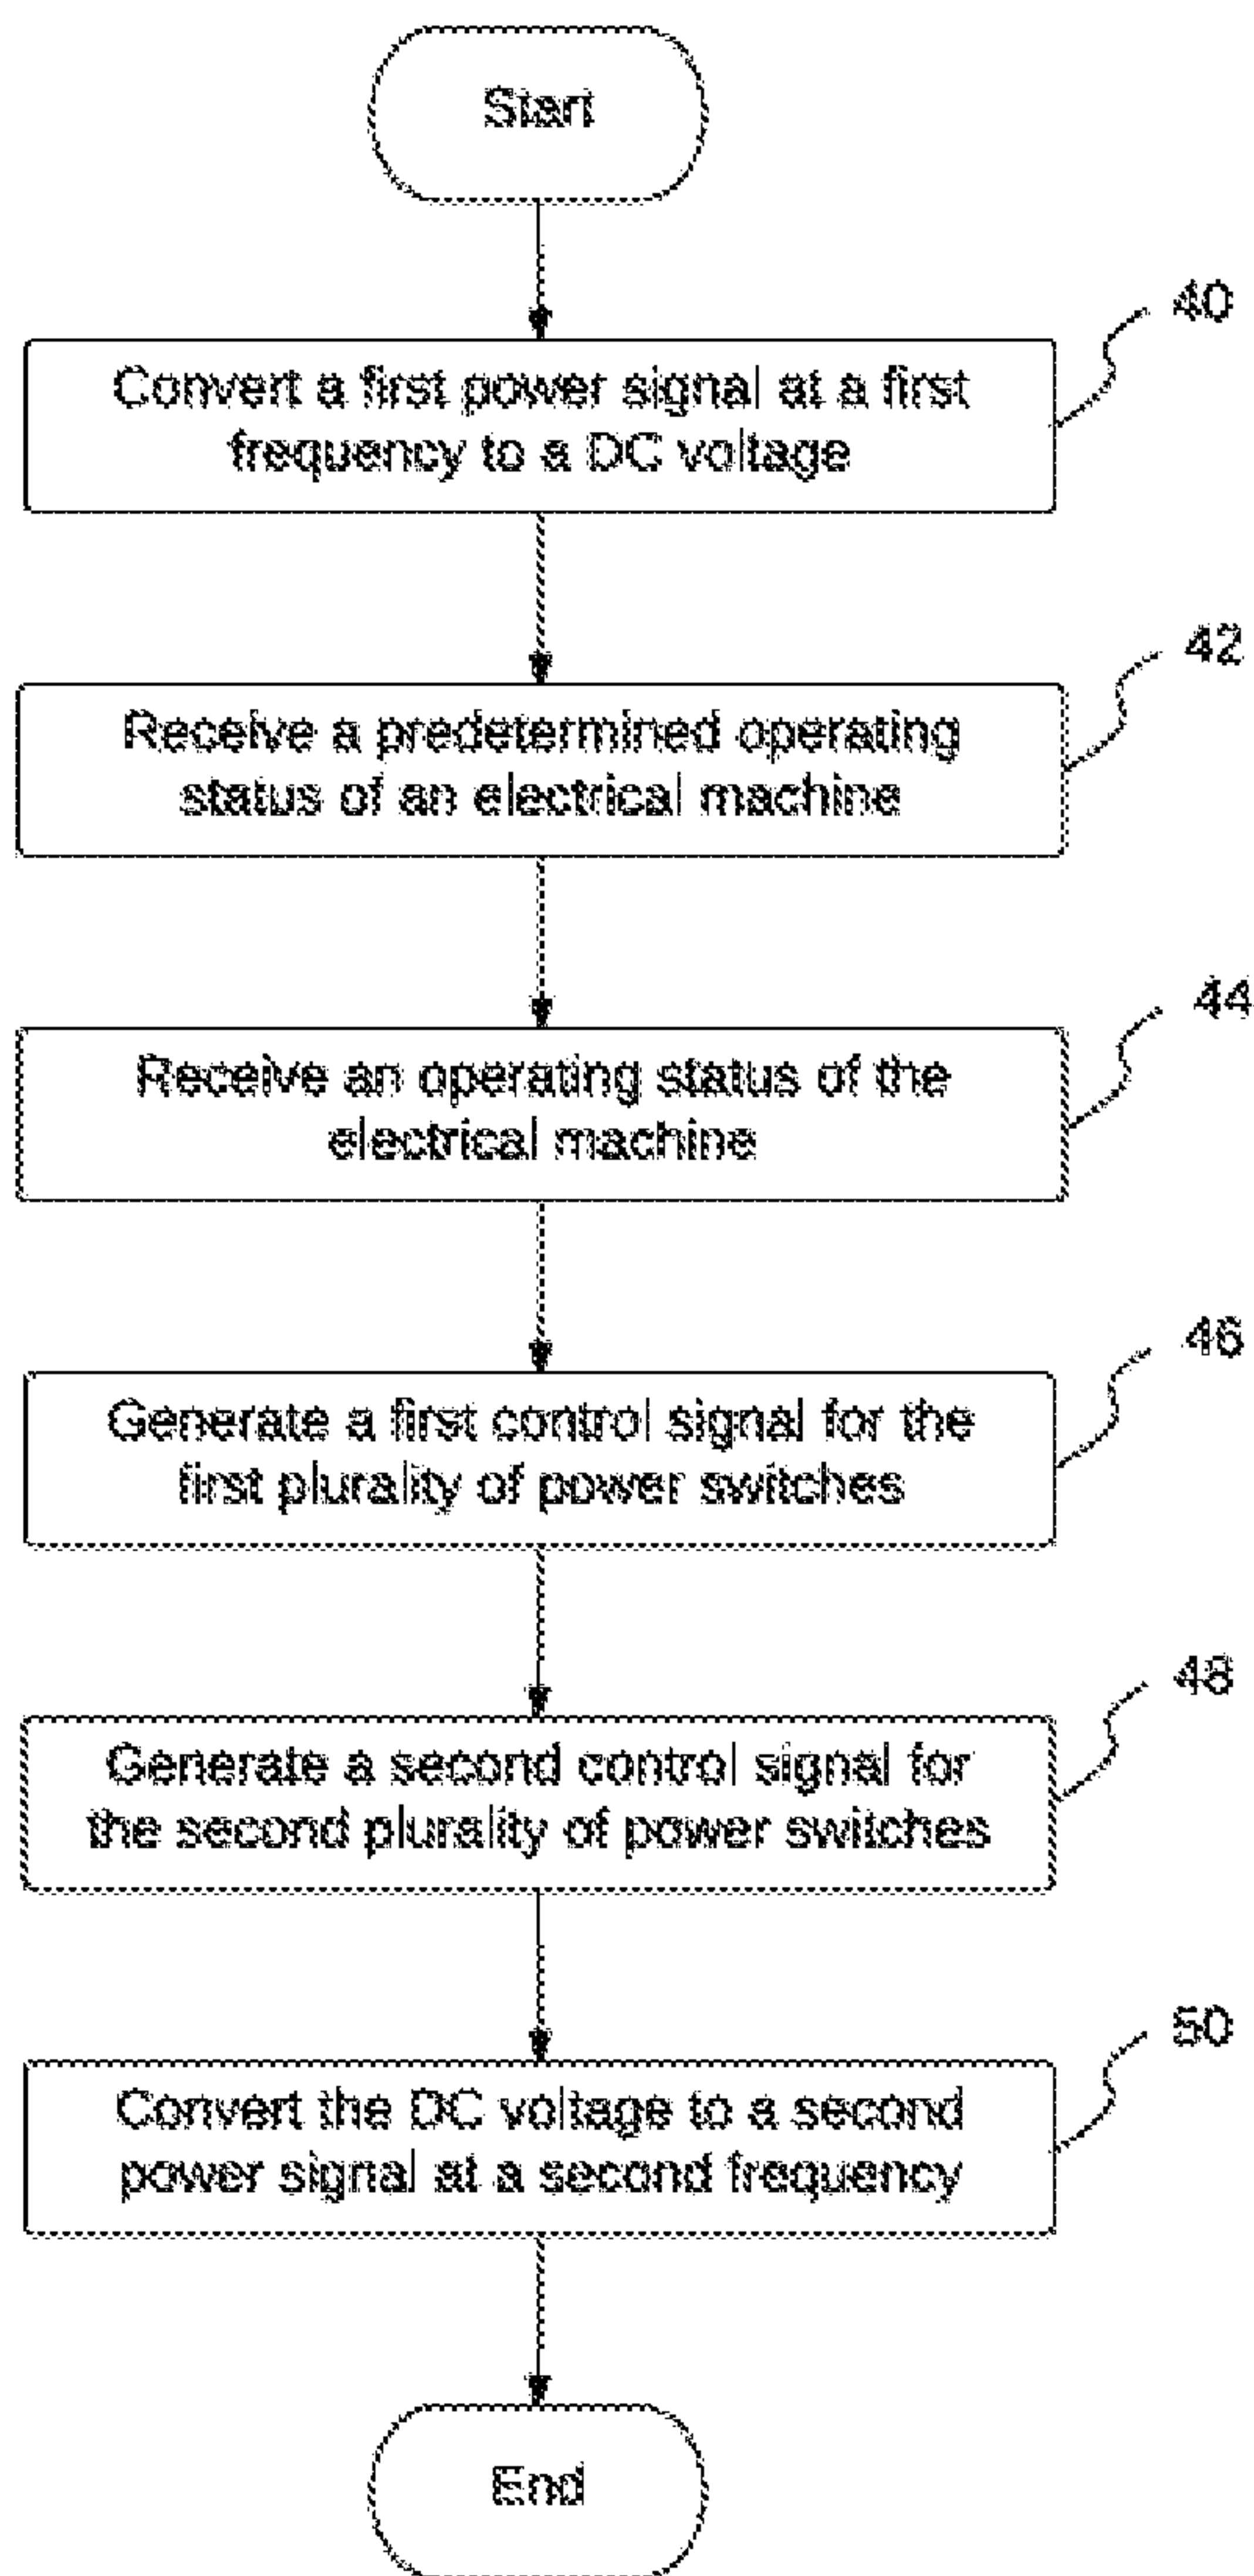 Start
40
Convert a first power signal at a first
frequency to a DC voltage
42
Receive a predetermined operating
status of an electrical machine
44
Receive an operating status of the
electrical machine
46
Generate a first control signal for the
first plurality of power switches
48
Generate a second control signal for
the second plurality of power switches
50
Convert the DC voltage to a second
power signal at a second frequency
End